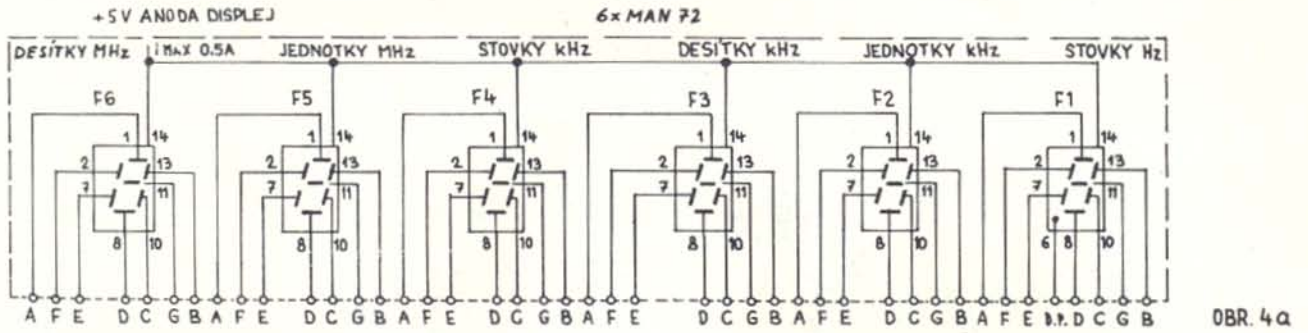 +5V ANODA DISPLEJ 6x MAN 72
DESÍTKY MHz IMAX 0.5A JEDNOTKY MHz STOVKY kHz DESÍTKY kHz JEDNOTKY kHz STOVKY Hz
F6 F5 F4 F3 F2 F1
1 14 1 14 1 14 1 14 1 14 1 14
2 13 2 13 2 13 2 13 2 13 2 13
7 11 7 11 7 11 7 11 7 11 7 11
8 10 8 10 8 10 8 10 8 10 6 8 10
A F E D C G B A F E D C G B A F E D C G B A F E D C G B A F E D C G B A F E D.P. D C G B
OBR. 4a